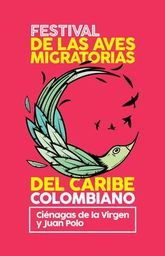 FESTIVAL
DE LAS AVES
MIGRATORIAS
DEL CARIBE
COLOMBIANO
Ciénagas de la Virgen
y Juan Polo